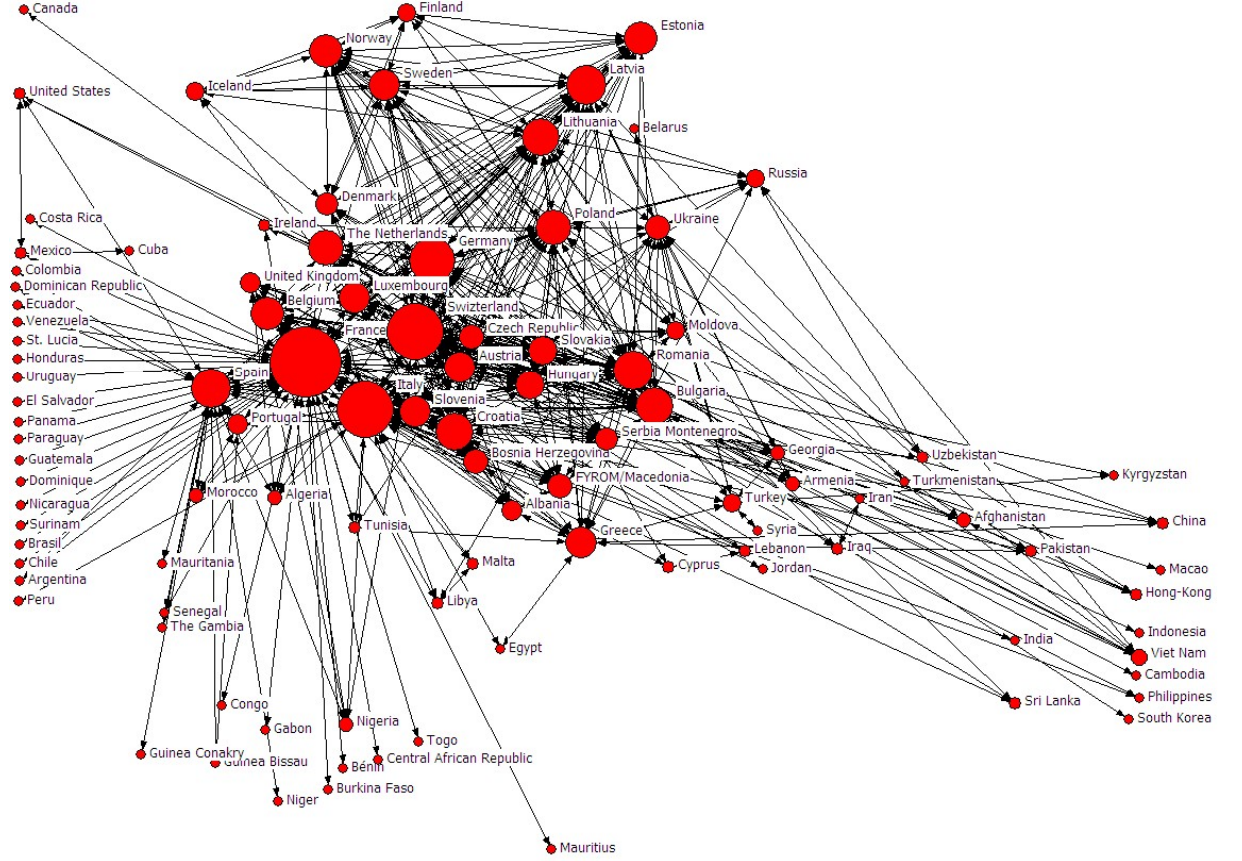 Canada
Finland
Norway
Estonia
Sweden
Latvia
United States
Iceland
Lithuania
Belarus
Russia
Denmark
Costa Rica
Ireland
Poland
Ukraine
The Netherlands
Germany
Mexico
Cuba
Colombia
United Kingdom
Dominican Republic
Luxembourg
Belgium
Ecuador
Swizterland
Venezuela
France
Czech Republic
Moldova
St. Lucia
Slovakia
Honduras
Austria
Romania
Uruguay
Spain
Hungary
Italy
Bulgaria
El Salvador
Slovenia
Panama
Portugal
Croatia
Serbia Montenegro
Paraguay
Guatemala
Bosnia Herzegovina
Georgia
Uzbekistan
Dominique
FYROM/Macedonia
Armenia
Turkmenistan
Kyrgyzstan
Morocco
Algeria
Turkey
Iran
Nicaragua
Albania
Afghanistan
Surinam
Tunisia
Greece
Syria
China
Brasil
Lebanon
Iraq
Pakistan
Chile
Mauritania
Malta
Cyprus
Jordan
Macao
Argentina
Hong-Kong
Peru
Libya
Senegal
The Gambia
Indonesia
India
Egypt
Viet Nam
Cambodia
Philippines
Sri Lanka
Congo
South Korea
Gabon
Nigeria
Togo
Guinea Conakry
Guinea Bissau
Central African Republic
Bénin
Burkina Faso
Niger
Mauritius